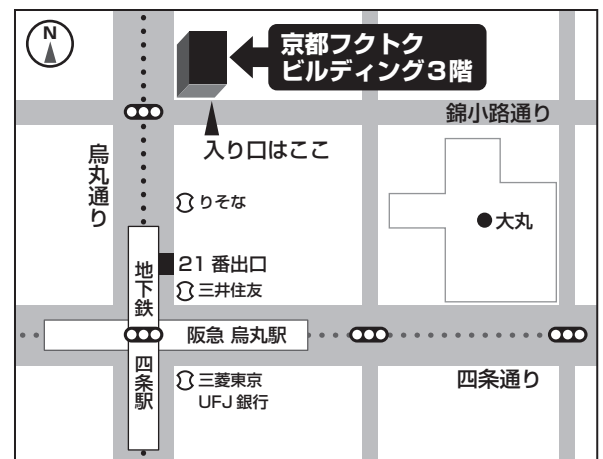 N
京都フクトク
ビルディング3階
錦小路通り
入り口はここ
烏丸通り
りそな
大丸
21 番出口
三井住友
地下鉄
阪急 烏丸駅
四条駅
三菱東京
UFJ 銀行
四条通り